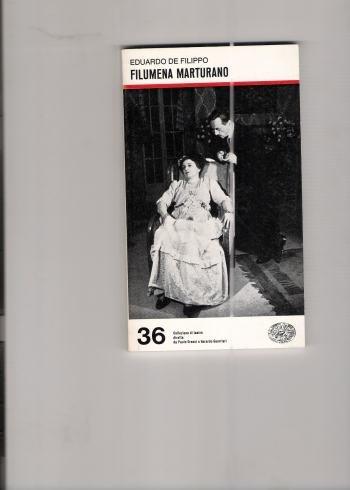 EDUARDO DE FILIPPO
FILUMENA MARTURANO
36
Collezione di teatro
diretta
da Paolo Grassi e Gerardo Guerrieri